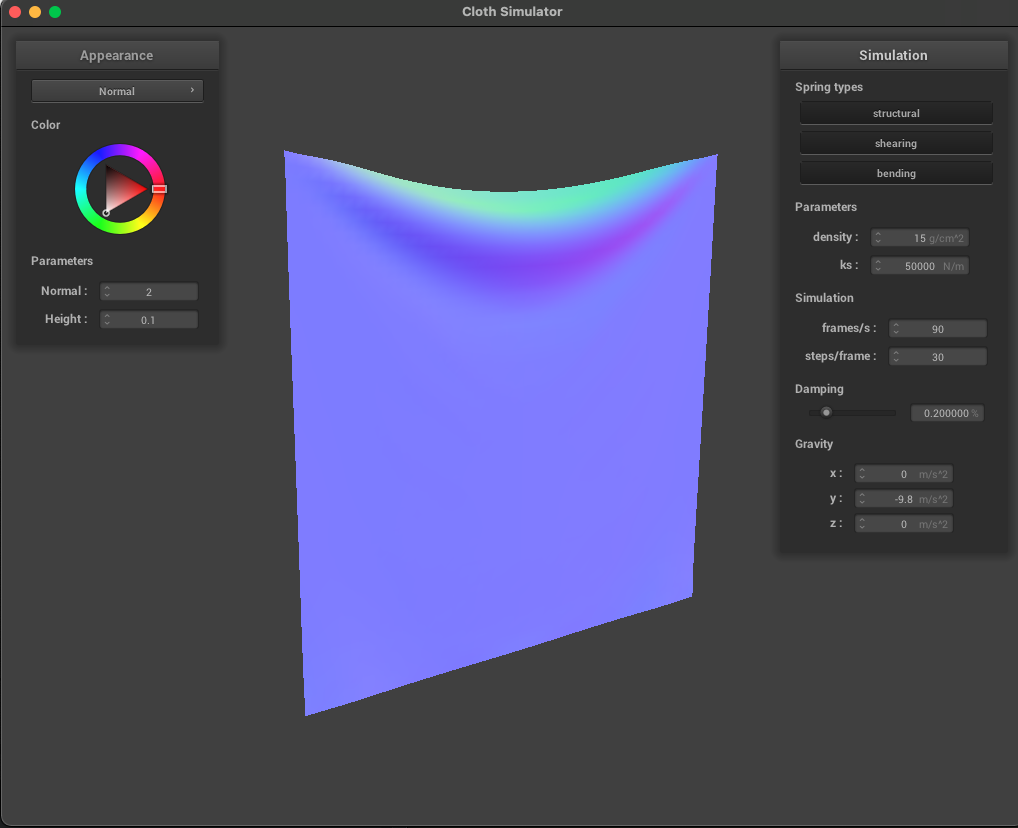 Cloth Simulator
Appearance
Normal
Color
Parameters
Normal : 2
Height : 0.1
Simulation
Spring types
structural
shearing
bending
Parameters
density : 15 g/cm^2
ks : 50000 N/m
Simulation
frames/s : 90
steps/frame : 30
Damping
0.200000 %
Gravity
x : 0 m/s^2
y : -9.8 m/s^2
z : 0 m/s^2